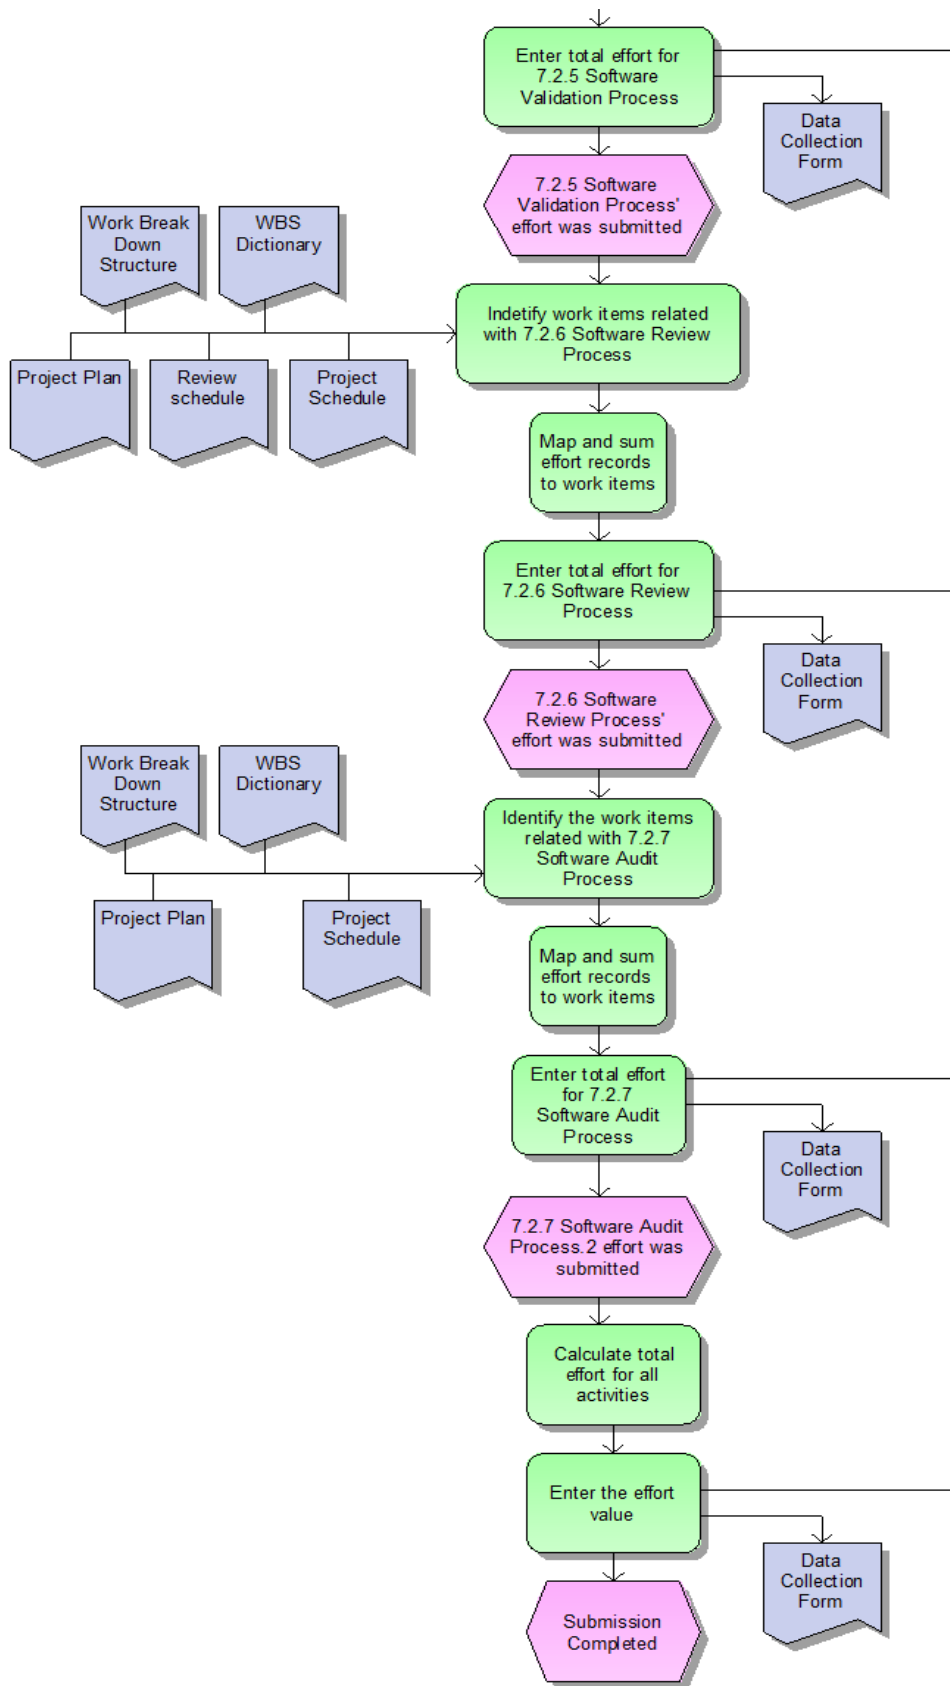 Enter total effort for
7.2.5 Software
Validation Process
Data
Collection
Form
7.2.5 Software
Validation Process'
effort was submitted
Work Break
Down
Structure
WBS
Dictionary
Indetify work items related
with 7.2.6 Software Review
Process
Project Plan
Review
schedule
Project
Schedule
Map and sum
effort records
to work items
Enter total effort for
7.2.6 Software Review
Process
Data
Collection
Form
7.2.6 Software
Review Process'
effort was submitted
Work Break
Down
Structure
WBS
Dictionary
Identify the work items
related with 7.2.7
Software Audit
Process
Project Plan
Project
Schedule
Map and sum
effort records
to work items
Enter total effort
for 7.2.7
Software Audit
Process
Data
Collection
Form
7.2.7 Software Audit
Process.2 effort was
submitted
Calculate total
effort for all
activities
Enter the effort
value
Data
Collection
Form
Submission
Completed